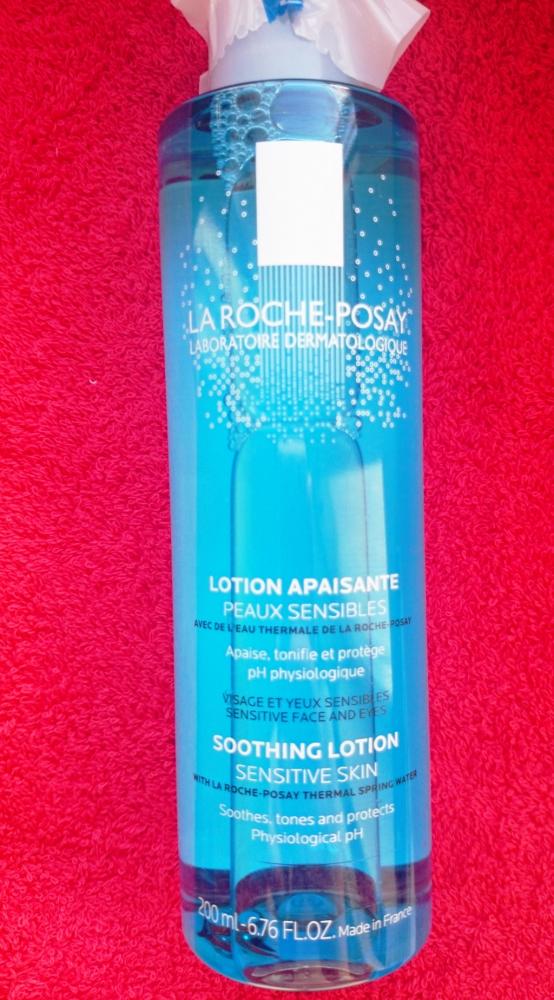 LA ROCHE-POSAY
LABORATOIRE DERMATOLOGIQUE
LOTION APAISANTE
PEAUX SENSIBLES
AVEC DE L'EAU THERMALE DE LA ROCHE-POSAY
Apaise, tonifie et protège
pH physiologique
VISAGE ET YEUX SENSIBLES
SENSITIVE FACE AND EYES
SOOTHING LOTION
SENSITIVE SKIN
WITH LA ROCHE-POSAY THERMAL SPRING WATER
Soothes, tones and protects
Physiological pH
200 ml-6.76 FL.OZ. Made in France